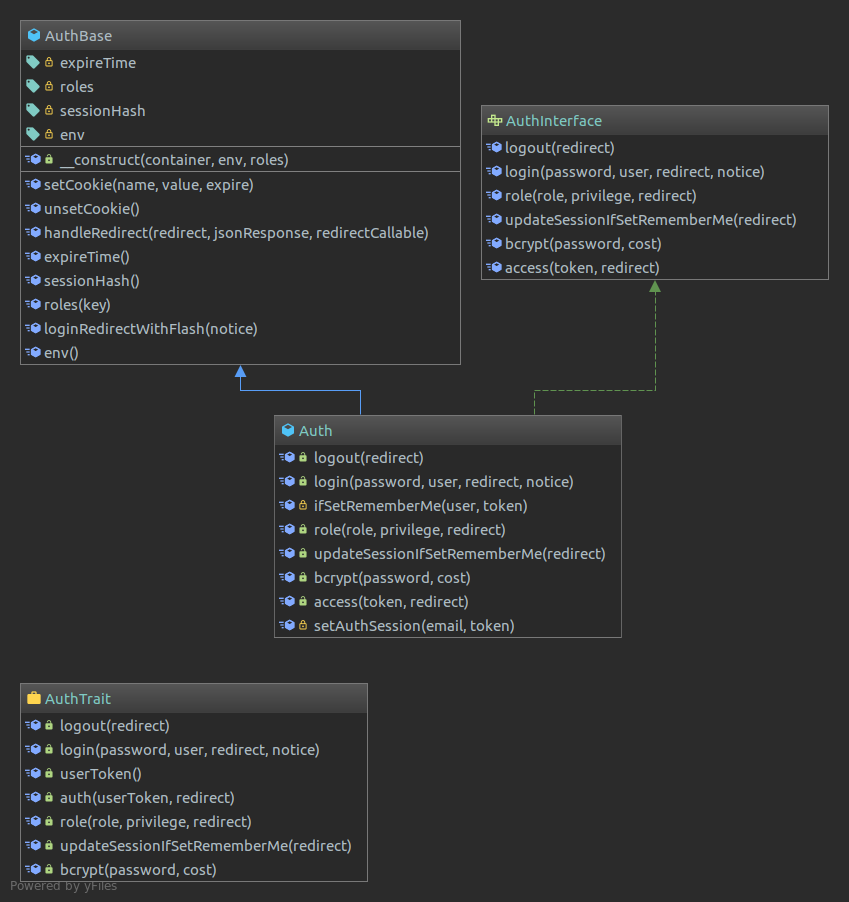 AuthBase
expireTime
roles
sessionHash
env
__construct(container, env, roles)
setCookie(name, value, expire)
unsetCookie()
handleRedirect(redirect, jsonResponse, redirectCallable)
expireTime()
sessionHash()
roles(key)
loginRedirectWithFlash(notice)
env()
AuthInterface
logout(redirect)
login(password, user, redirect, notice)
role(role, privilege, redirect)
updateSessionIfSetRememberMe(redirect)
bcrypt(password, cost)
access(token, redirect)
Auth
logout(redirect)
login(password, user, redirect, notice)
ifSetRememberMe(user, token)
role(role, privilege, redirect)
updateSessionIfSetRememberMe(redirect)
bcrypt(password, cost)
access(token, redirect)
setAuthSession(email, token)
AuthTrait
logout(redirect)
login(password, user, redirect, notice)
userToken()
auth(userToken, redirect)
role(role, privilege, redirect)
updateSessionIfSetRememberMe(redirect)
bcrypt(password, cost)
Powered by yFiles